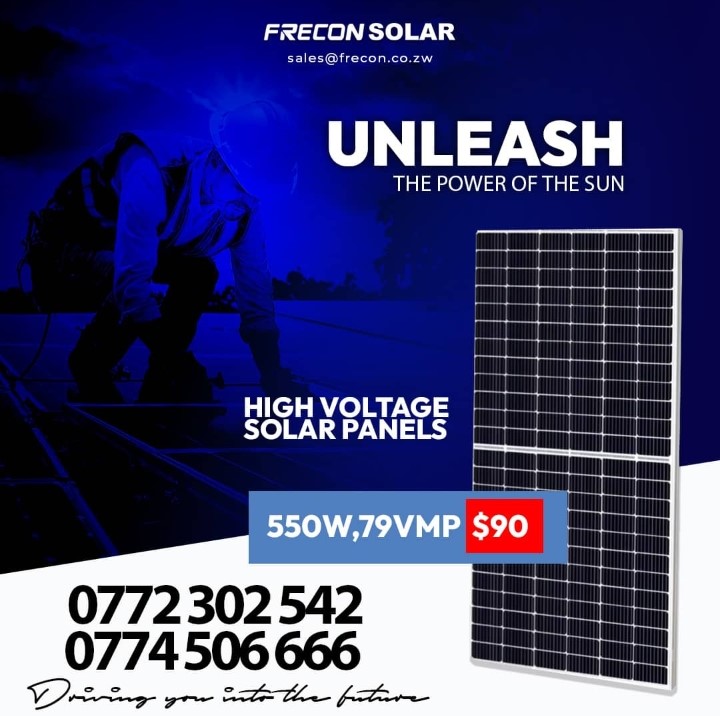 FRECON SOLAR
sales@frecon.co.zw
UNLEASH
THE POWER OF THE SUN
HIGH VOLTAGE
SOLAR PANELS
550W,79VMP $90
0772 302 542
0774 506 666
Driving you into the future